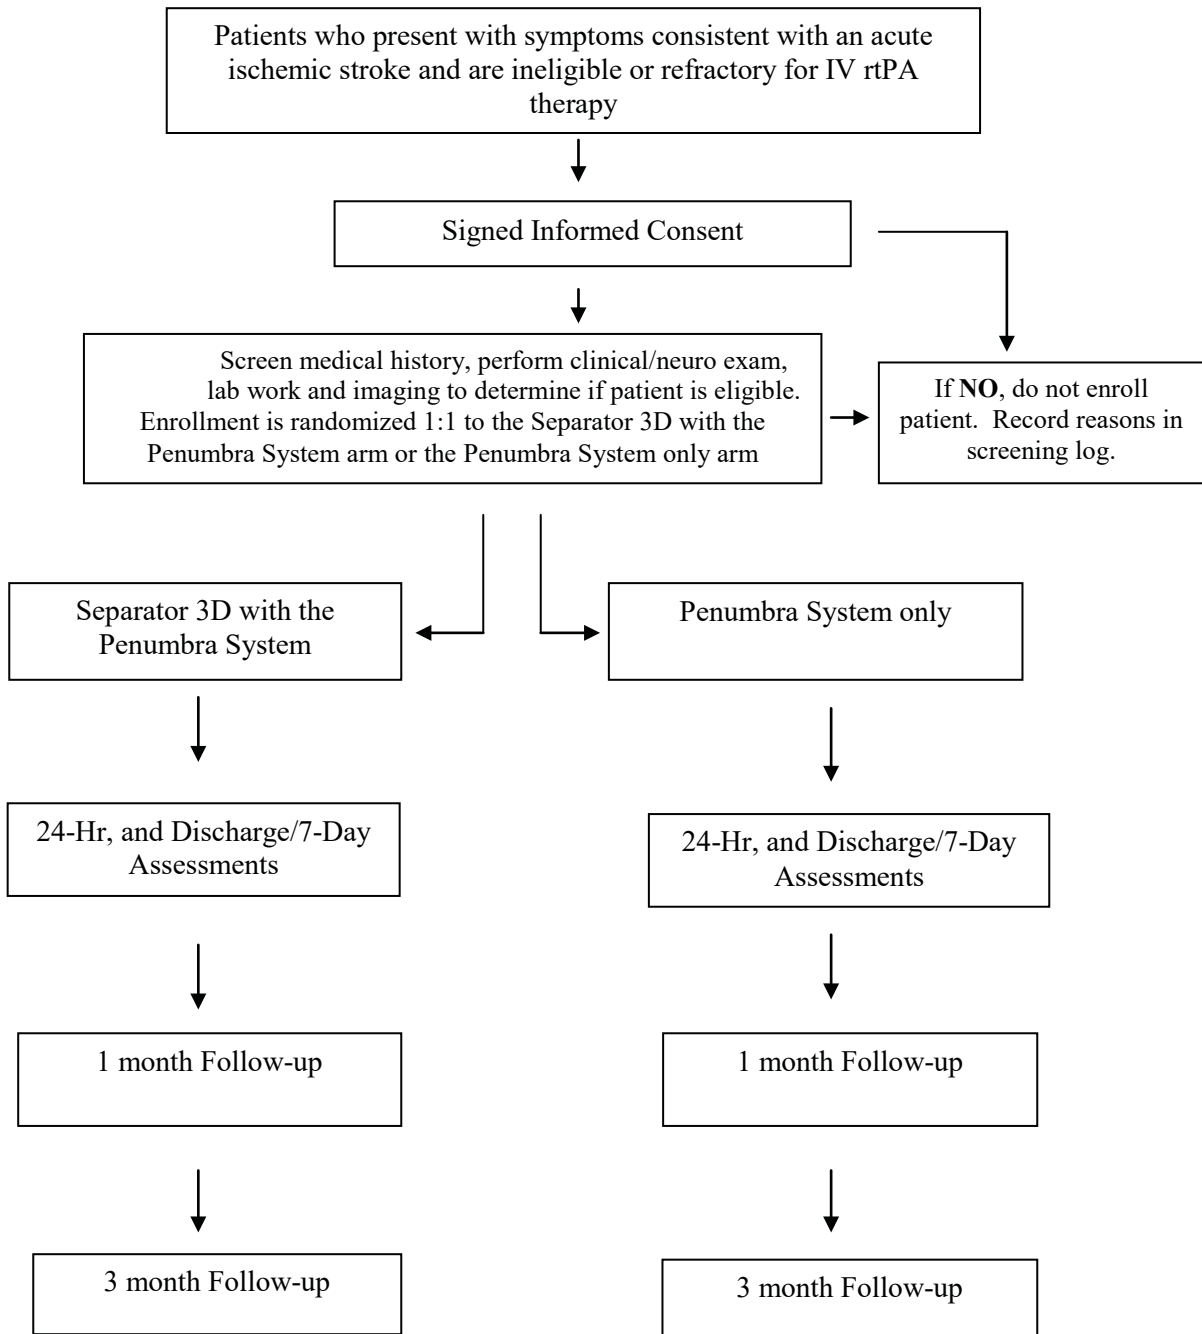 Patients who present with symptoms consistent with an acute
ischemic stroke and are ineligible or refractory for IV rtPA
therapy
Signed Informed Consent
Screen medical history, perform clinical/neuro exam,
lab work and imaging to determine if patient is eligible.
Enrollment is randomized 1:1 to the Separator 3D with the
Penumbra System arm or the Penumbra System only arm
If NO, do not enroll
patient. Record reasons in
screening log.
Separator 3D with the
Penumbra System
Penumbra System only
24-Hr, and Discharge/7-Day
Assessments
24-Hr, and Discharge/7-Day
Assessments
1 month Follow-up
1 month Follow-up
3 month Follow-up
3 month Follow-up